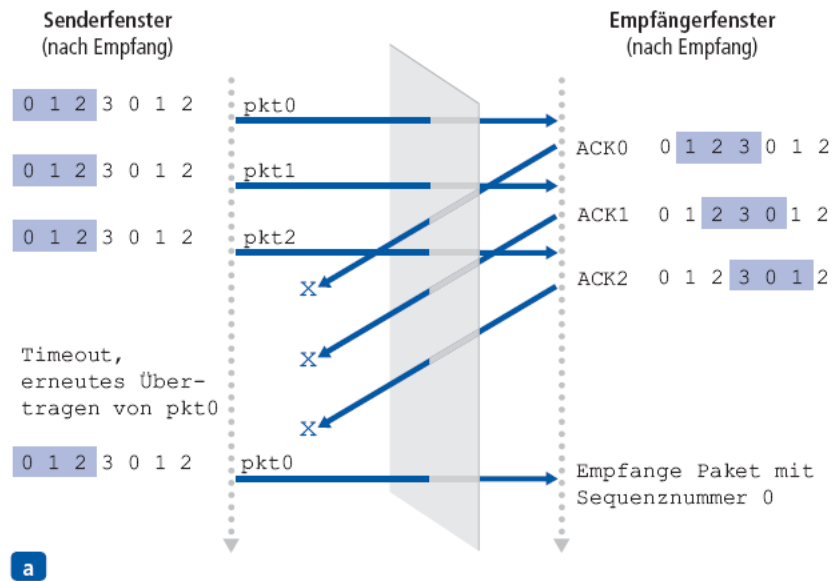 Senderfenster
(nach Empfang)
Empfängerfenster
(nach Empfang)
0 1 2 3 0 1 2
pkt0
ACK0 0 1 2 3 0 1 2
0 1 2 3 0 1 2
pkt1
ACK1 0 1 2 3 0 1 2
0 1 2 3 0 1 2
pkt2
ACK2 0 1 2 3 0 1 2
X
X
X
Timeout,
erneutes Über-
tragen von pkt0
0 1 2 3 0 1 2
pkt0
Empfange Paket mit
Sequenznummer 0
a